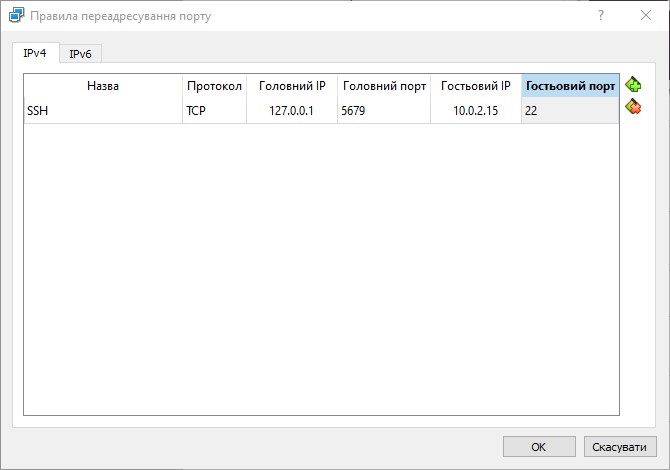 Правила переадресування порту
?
IPv4 IPv6
Назва Протокол Головний IP Головний порт Гостьовий IP Гостьовий порт
SSH TCP 127.0.0.1 5679 10.0.2.15 22
OK Скасувати